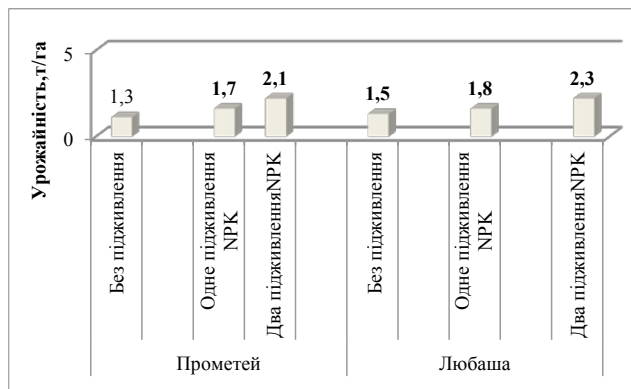 Урожайність,т/га
5
0
1,3
1,7
2,1
1,5
1,8
2,3
Без підживлення
Одне підживлення
NPK
Два підживленняNPK
Без підживлення
Одне підживлення
NPK
Два підживленняNPK
Прометей
Любаша